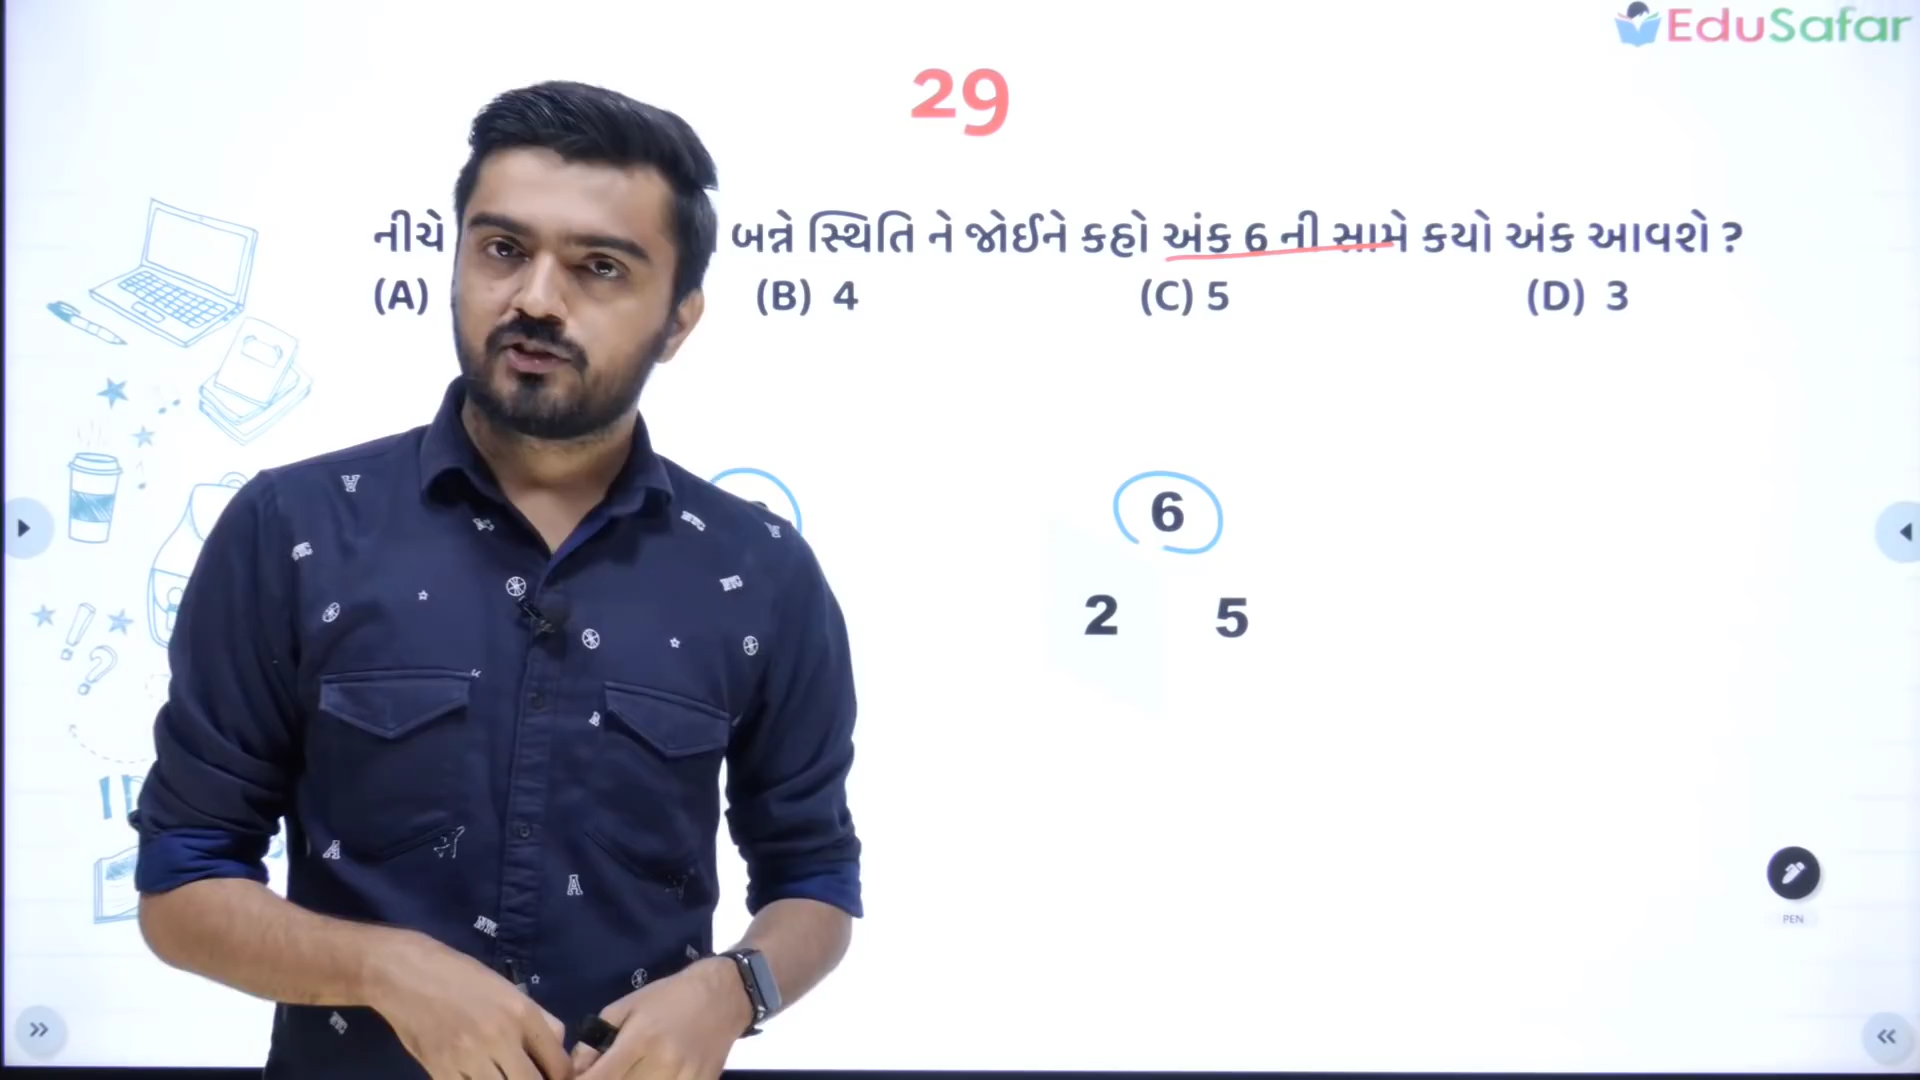 EduSafar
29
નીચે બન્ને સ્થિતિ ને જોઈને કહો અંક 6 ની સામે કયો અંક આવશે ?
(A) (B) 4 (C) 5 (D) 3
6
2 5
PEN